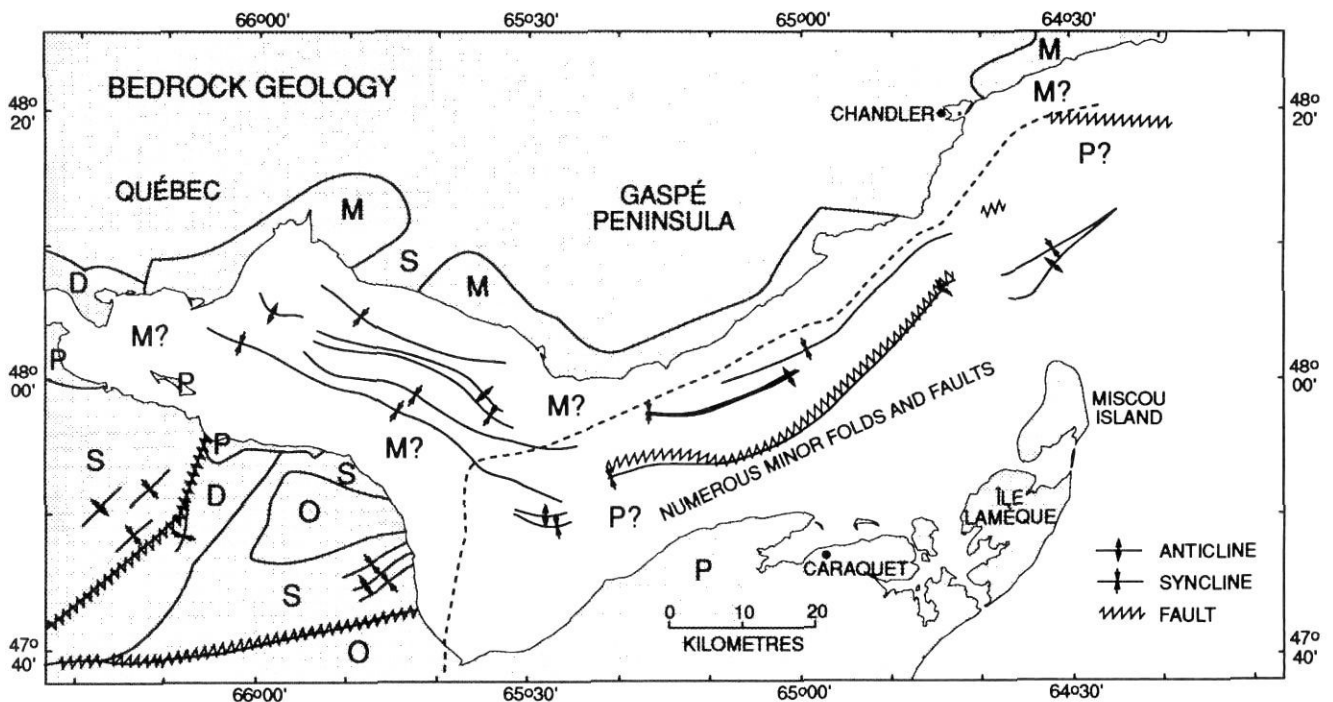 66°00'
65°30'
65°00'
64°30'
BEDROCK GEOLOGY
M
48°
20'
CHANDLER
M?
48°
20'
P?
QUÉBEC
M
GASPÉ
PENINSULA
S
D
M
M?
P
P
48°
00'
M?
48°
00'
MISCOU
ISLAND
M?
NUMEROUS MINOR FOLDS AND FAULTS
P
S
S
D
O
P?
ÎLE
LAMÈQUE
P
CARAQUET
ANTICLINE
S
SYNCLINE
0 10 20
KILOMETRES
FAULT
O
47°
40'
47°
40'
66°00'
65°30'
65°00'
64°30'